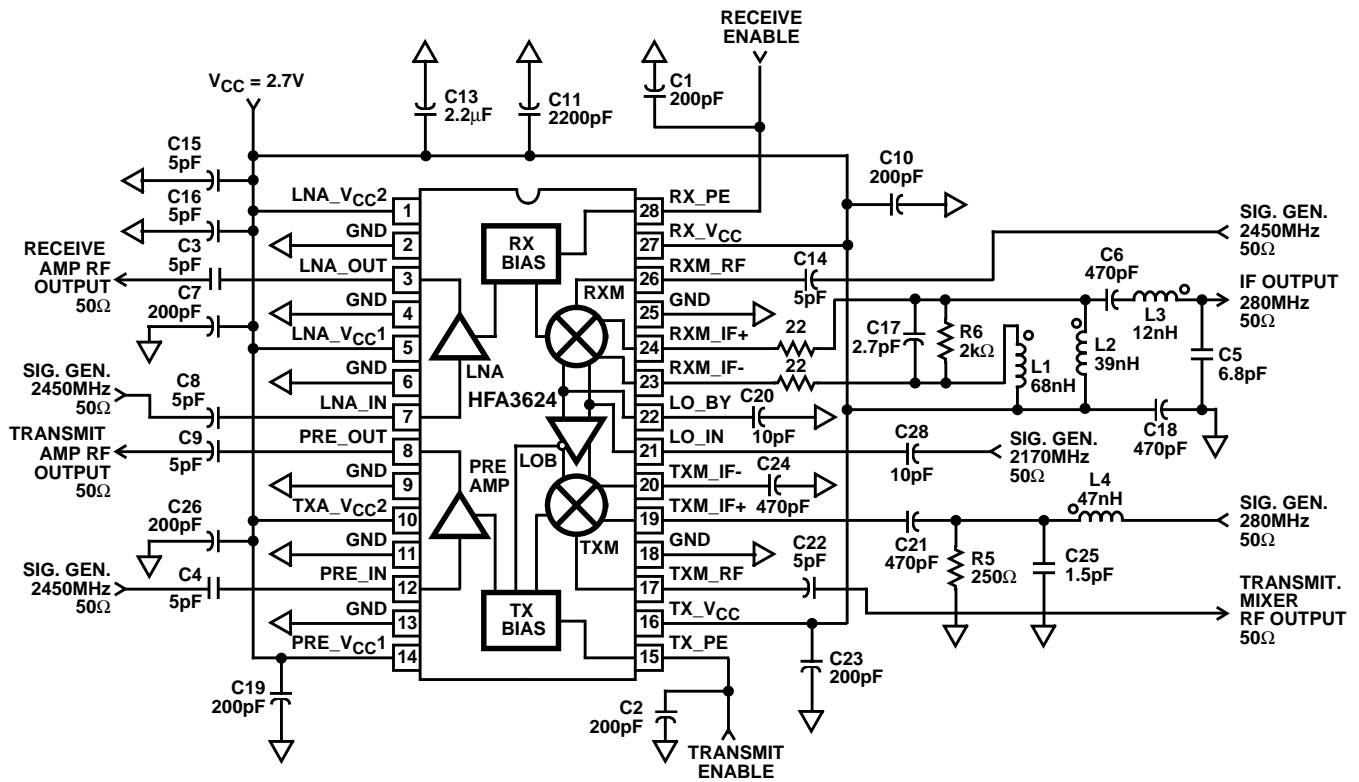 RECEIVE
ENABLE
V_CC = 2.7V
C13
2.2μF
C11
2200pF
C1
200pF
C15
5pF
C16
5pF
C3
5pF
C7
200pF
C8
5pF
C9
5pF
C26
200pF
C4
5pF
C19
200pF
RECEIVE
AMP RF
OUTPUT
50Ω
SIG. GEN.
2450MHz
50Ω
TRANSMIT
AMP RF
OUTPUT
50Ω
SIG. GEN.
2450MHz
50Ω
LNA_V_CC2
GND
LNA_OUT
GND
LNA_V_CC1
GND
LNA_IN
PRE_OUT
GND
TXA_V_CC2
GND
PRE_IN
GND
PRE_V_CC1
1
2
3
4
5
6
7
8
9
10
11
12
13
14
RX
BIAS
RXM
LNA
HFA3624
LOB
PRE
AMP
TXM
TX
BIAS
28
27
26
25
24
23
22
21
20
19
18
17
16
15
RX_PE
RX_V_CC
RXM_RF
GND
RXM_IF+
RXM_IF-
LO_BY
LO_IN
TXM_IF-
TXM_IF+
GND
TXM_RF
TX_V_CC
TX_PE
C10
200pF
C14
5pF
22
22
C17
2.7pF
R6
2kΩ
L1
68nH
L2
39nH
C6
470pF
L3
12nH
C5
6.8pF
C18
470pF
C20
10pF
C28
10pF
C24
470pF
C21
470pF
C22
5pF
R5
250Ω
C25
1.5pF
L4
47nH
C23
200pF
C2
200pF
TRANSMIT
ENABLE
SIG. GEN.
2450MHz
50Ω
IF OUTPUT
280MHz
50Ω
SIG. GEN.
2170MHz
50Ω
SIG. GEN.
280MHz
50Ω
TRANSMIT.
MIXER
RF OUTPUT
50Ω